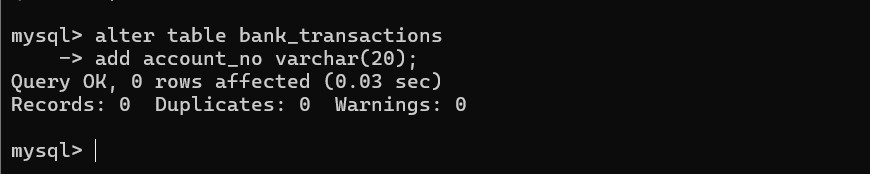 mysql> alter table bank_transactions
    -> add account_no varchar(20);
Query OK, 0 rows affected (0.03 sec)
Records: 0  Duplicates: 0  Warnings: 0
mysql>